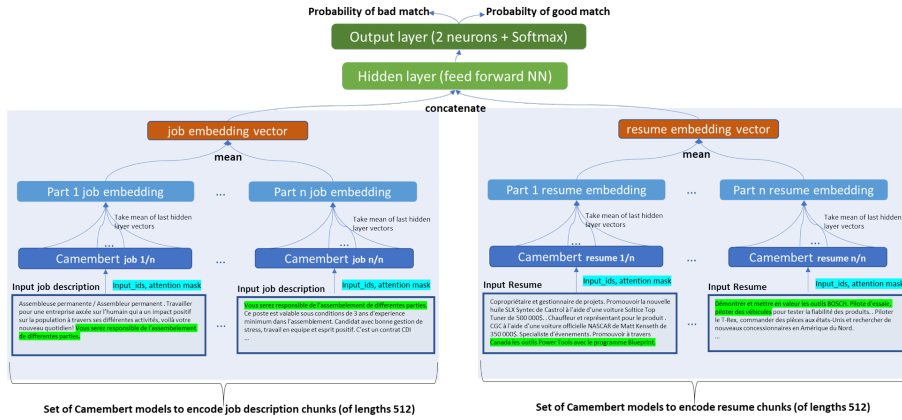 Probability of bad match
Probabilty of good match
Output layer (2 neurons + Softmax)
Hidden layer (feed forward NN)
concatenate
job embedding vector
mean
Part 1 job embedding
...
Part n job embedding
Take mean of last hidden
layer vectors
...
Take mean of last hidden
layer vectors
...
Camembert job 1/n
...
Camembert job n/n
Input_ids, attention mask
Input_ids, attention mask
Input job description
Assembleuse permanente / Assembleur permanent . Travailler
pour une entreprise axcée sur l'humain qui a un impact positif
sur la population à travers ses différentes activités, voilà votre
nouveau quotidien! Vous serez responsible de l'assembelement
de differentes parties.
...
Input job description
Vous serez responsible de l'assembelement de differentes parties.
Ce poste est valable sous conditions de 3 ans d'experience
minimum dans l'assemblement. Candidat avec bonne gestion de
stress, travail en equipe et esprit positif. C'est un contrat CDI
...
Set of Camembert models to encode job description chunks (of lengths 512)
resume embedding vector
mean
Part 1 resume embedding
...
Part n resume embedding
Take mean of last hidden
layer vectors
...
Take mean of last hidden
layer vectors
...
Camembert resume 1/n
...
Camembert resume n/n
Input_ids, attention mask
Input_ids, attention mask
Input Resume
Copropriétaire et gestionnaire de projets. Promouvoir la nouvelle
huile SLX Syntec de Castrol à l'aide d'une voiture Soltice Top
Tuner de 500 000$. . Chauffeur et représentant pour le produit .
CGC à l'aide d'une voiture officielle NASCAR de Matt Kenseth de
350 000$. Specialiste d'évenements. Promouvoir à travers
Canada les outils Power Tools avec le programme Blueprint.
...
Input Resume
Démontrer et mettre en valeur les outils BOSCH. Pilote d'essaie,
piloter des véhicules pour tester la fiabilité des produits. . Piloter
le T-Rex, commander des pièces aux états-Unis et rechercher de
nouveaux concessionnaires en Amérique du Nord.
...
Set of Camembert models to encode resume chunks (of lengths 512)